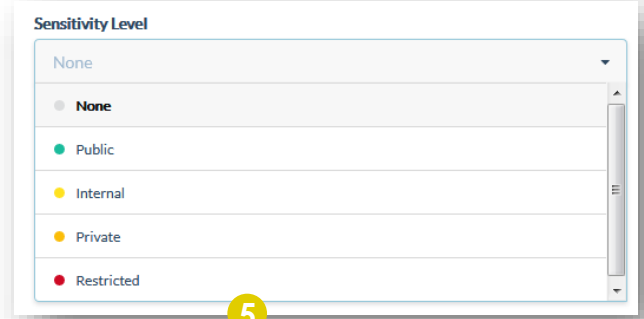 Sensitivity Level
None
None
Public
Internal
Private
Restricted
5